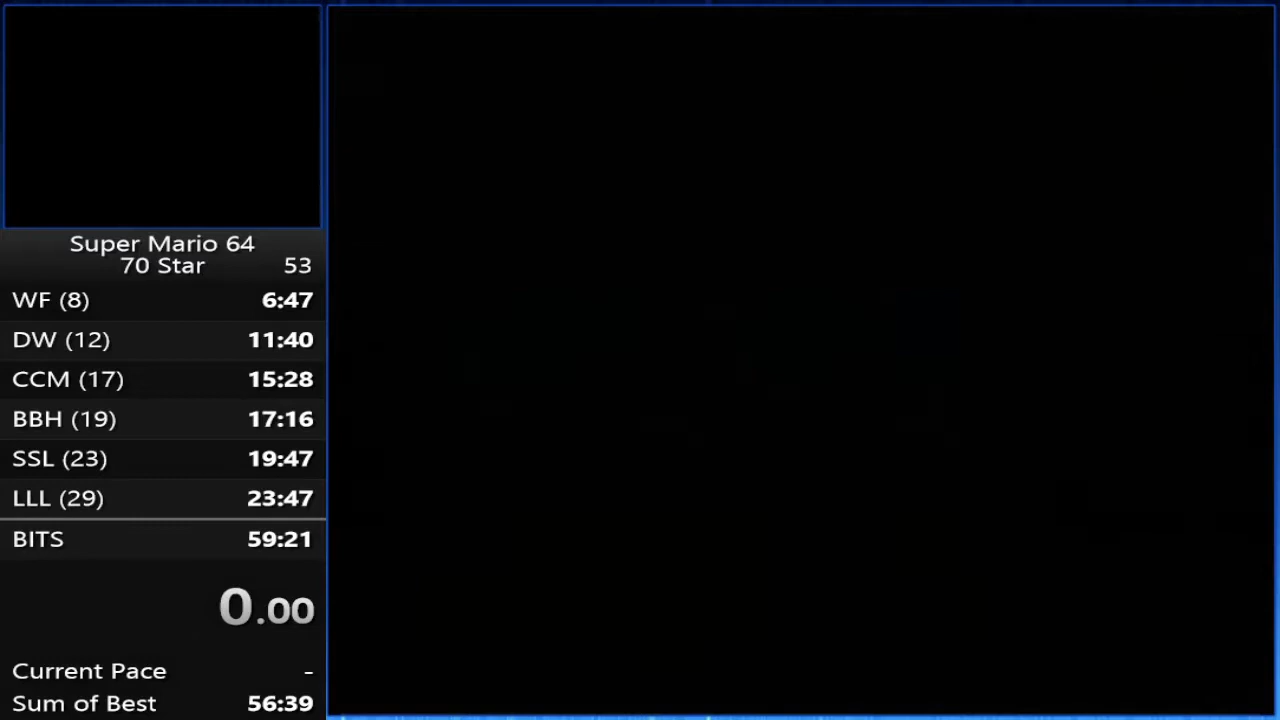 Super Mario 64
70 Star 53
WF (8) 6:47
DW (12) 11:40
CCM (17) 15:28
BBH (19) 17:16
SSL (23) 19:47
LLL (29) 23:47
BITS 59:21
0.00
Current Pace -
Sum of Best 56:39